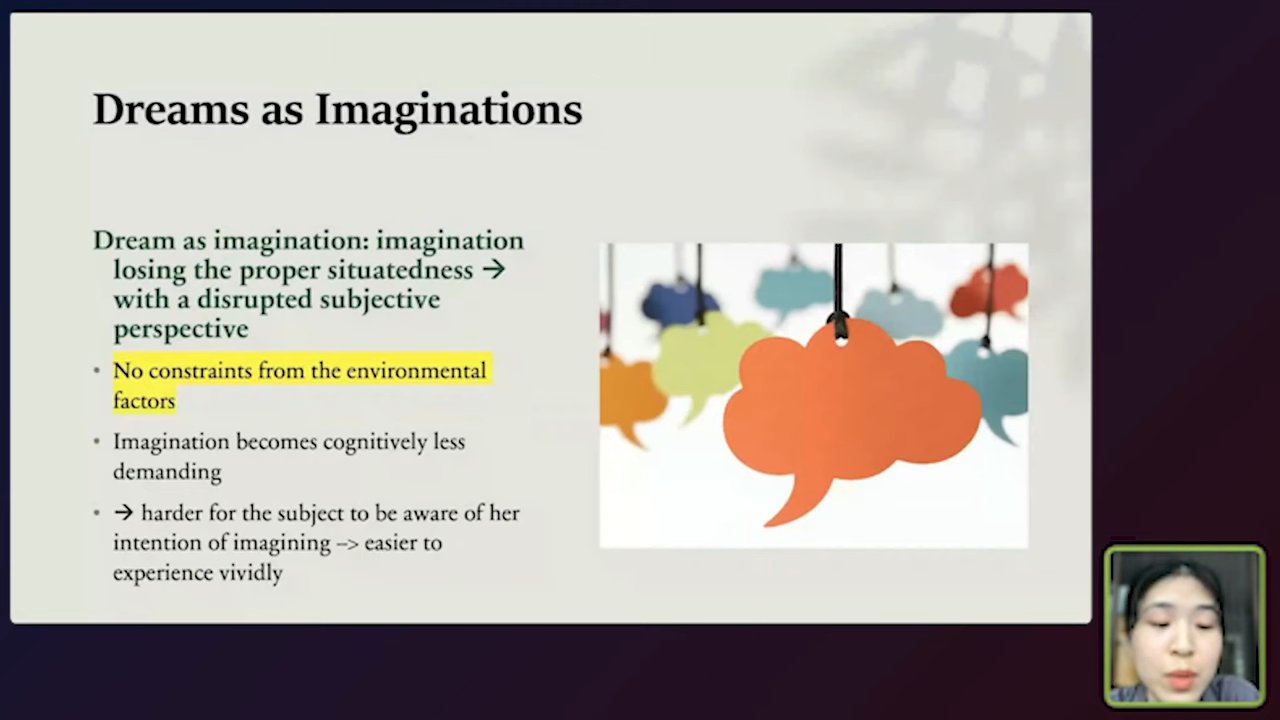 Dreams as Imaginations
Dream as imagination: imagination
losing the proper situatedness →
with a disrupted subjective
perspective
• No constraints from the environmental
factors
• Imagination becomes cognitively less
demanding
• → harder for the subject to be aware of her
intention of imagining –> easier to
experience vividly